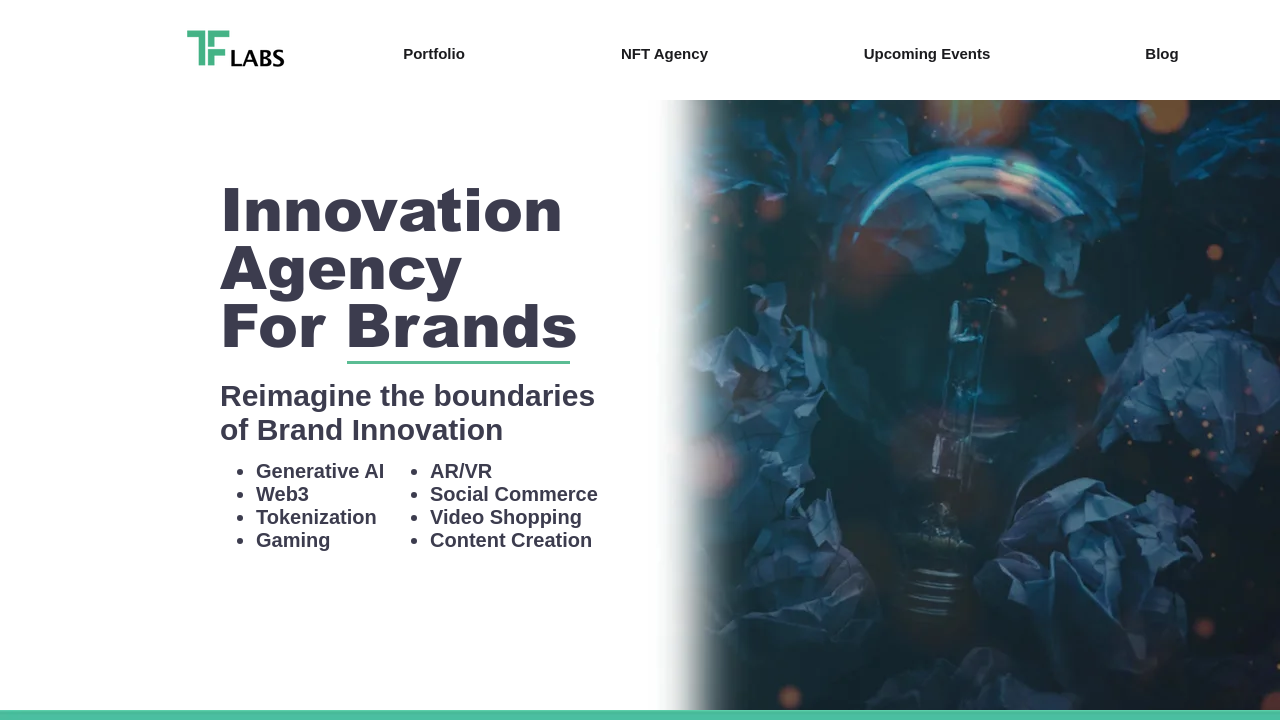 TF LABS
Portfolio
NFT Agency
Upcoming Events
Blog
Innovation
Agency
For Brands
Reimagine the boundaries
of Brand Innovation
Generative AI
Web3
Tokenization
Gaming
AR/VR
Social Commerce
Video Shopping
Content Creation